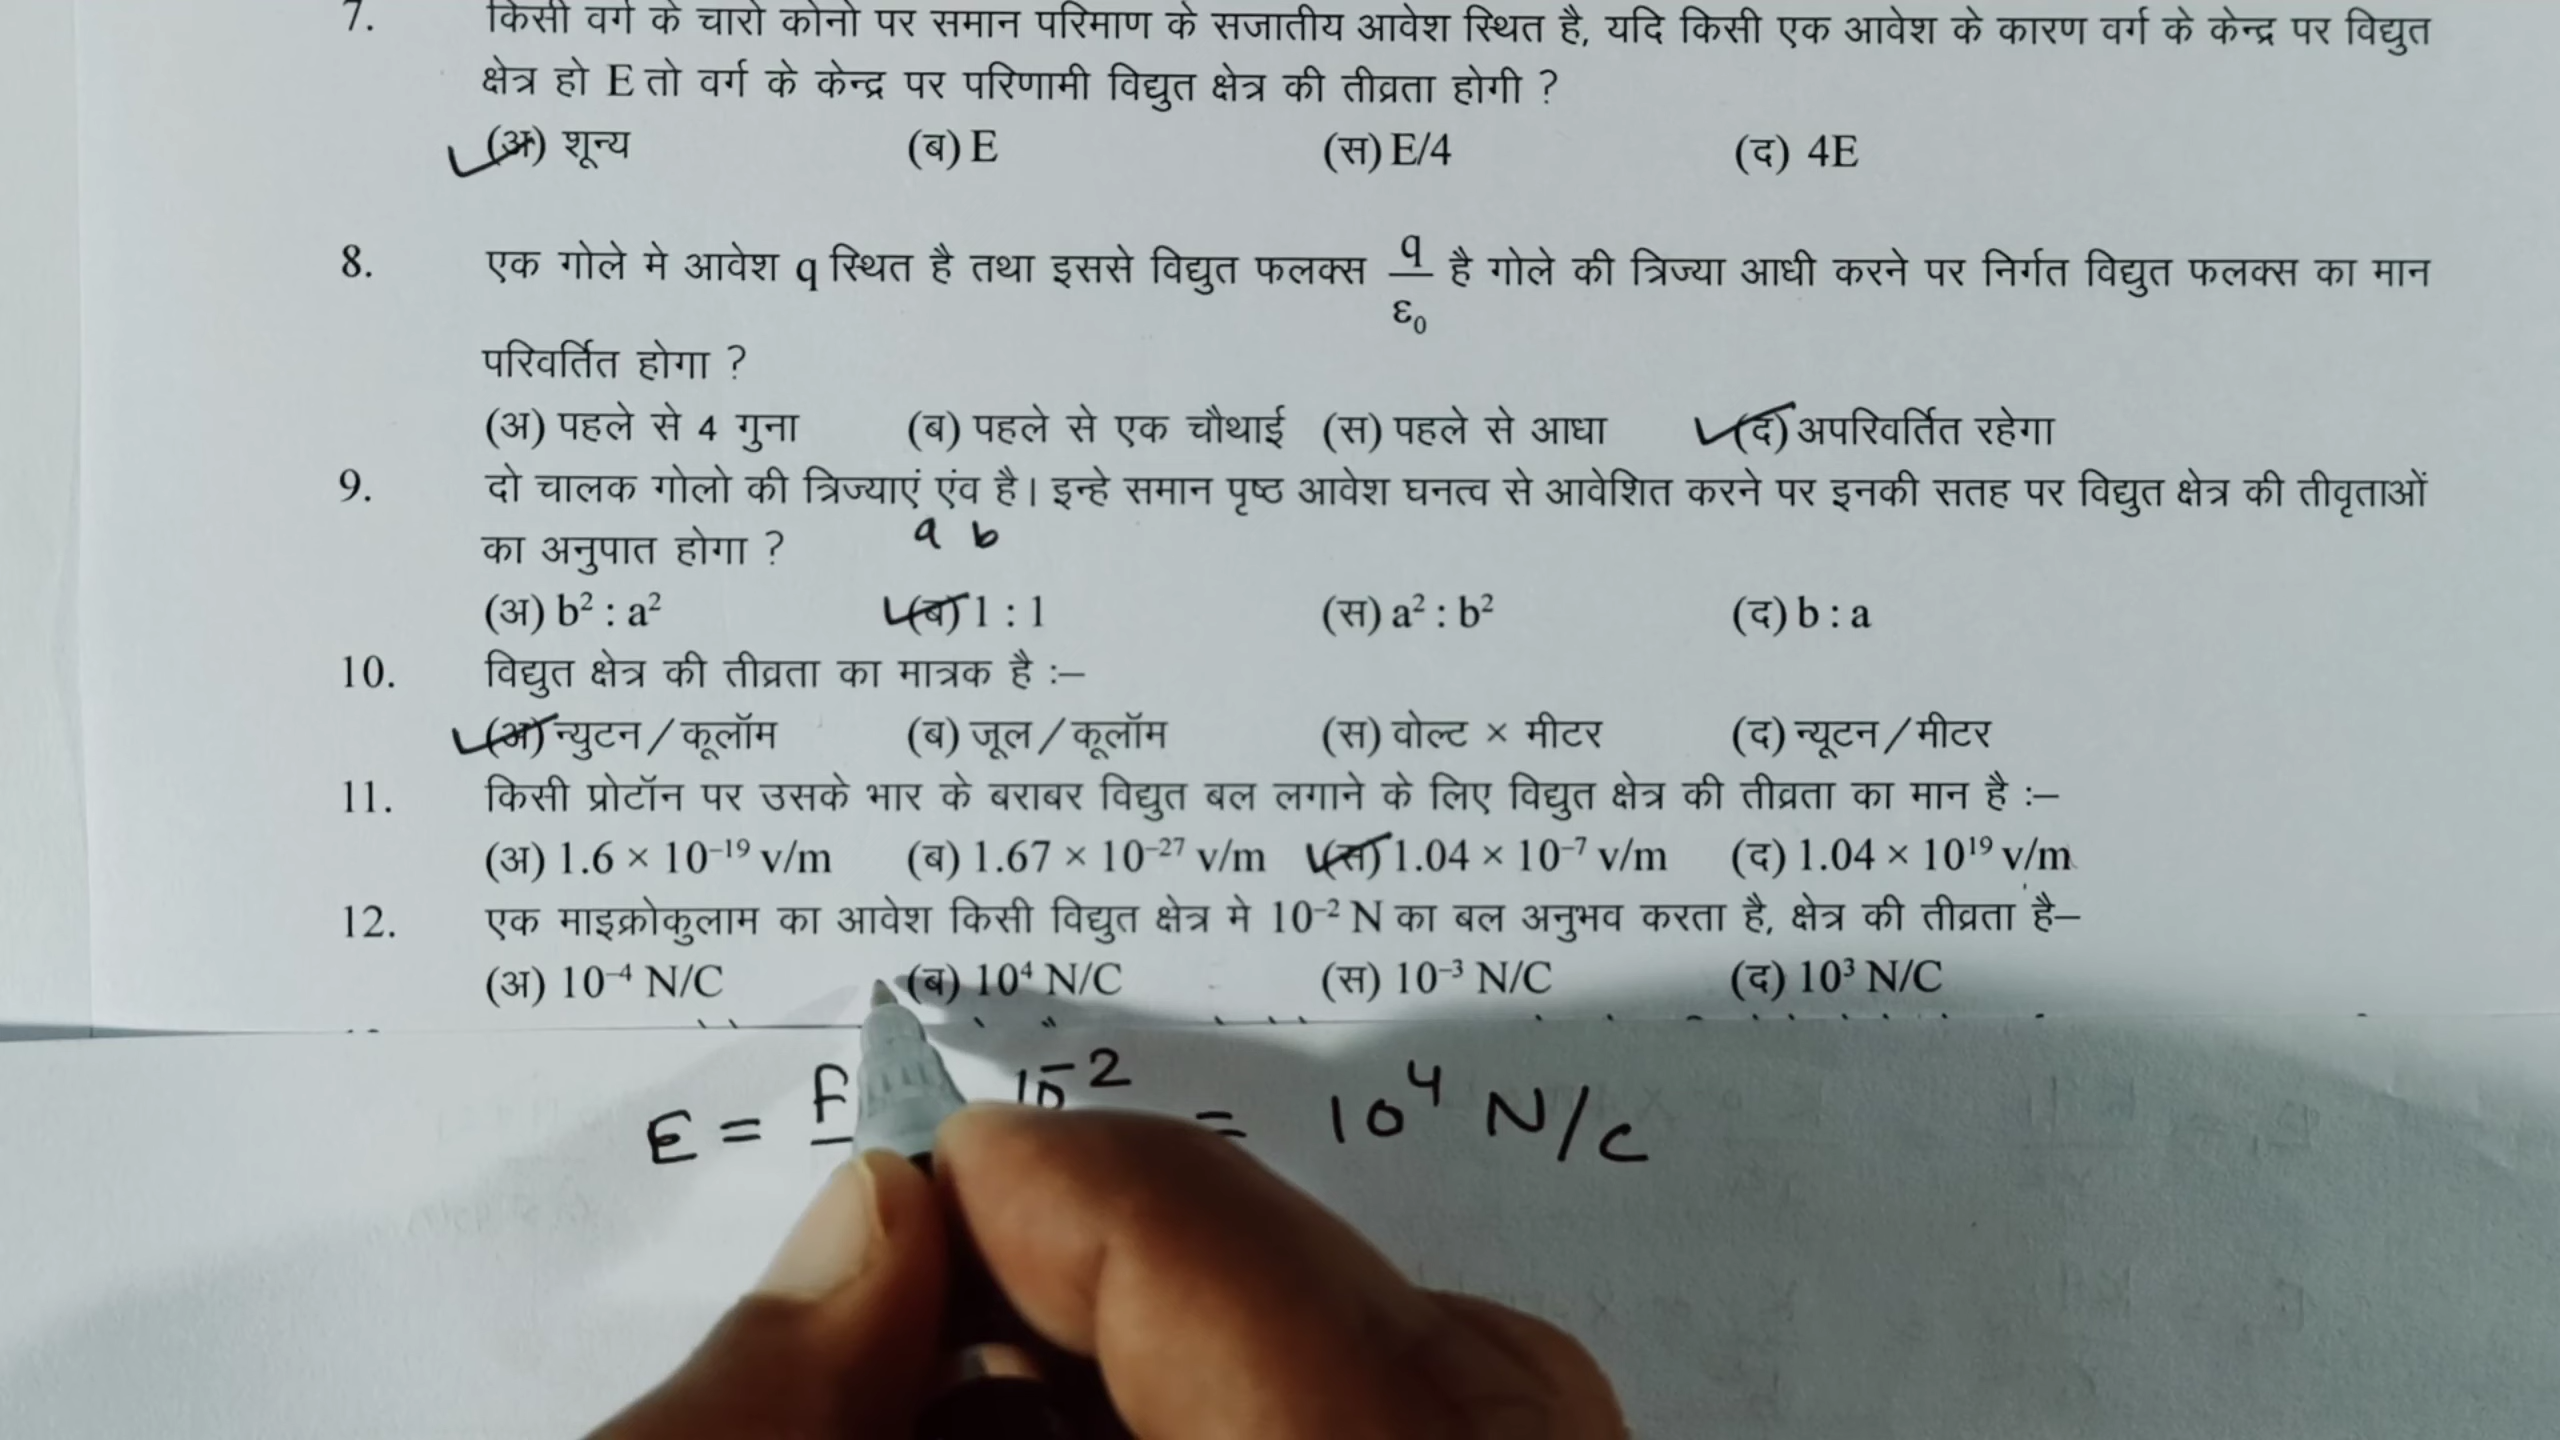 7. किसी वर्ग के चारो कोनो पर समान परिमाण के सजातीय आवेश स्थित है, यदि किसी एक आवेश के कारण वर्ग के केन्द्र पर विद्युत
क्षेत्र हो E तो वर्ग के केन्द्र पर परिणामी विद्युत क्षेत्र की तीव्रता होगी ?
(अ) शून्य (ब) E (स) E/4 (द) 4E
8. एक गोले मे आवेश q स्थित है तथा इससे विद्युत फलक्स q/ε₀ है गोले की त्रिज्या आधी करने पर निर्गत विद्युत फलक्स का मान
परिवर्तित होगा ?
(अ) पहले से 4 गुना (ब) पहले से एक चौथाई (स) पहले से आधा (द) अपरिवर्तित रहेगा
9. दो चालक गोलो की त्रिज्याएं एंव है। इन्हे समान पृष्ठ आवेश घनत्व से आवेशित करने पर इनकी सतह पर विद्युत क्षेत्र की तीवृताओं
a b
का अनुपात होगा ?
(अ) b² : a² (ब) 1 : 1 (स) a² : b² (द) b : a
10. विद्युत क्षेत्र की तीव्रता का मात्रक है :–
(अ) न्युटन/कूलॉम (ब) जूल/कूलॉम (स) वोल्ट × मीटर (द) न्यूटन/मीटर
11. किसी प्रोटॉन पर उसके भार के बराबर विद्युत बल लगाने के लिए विद्युत क्षेत्र की तीव्रता का मान है :–
(अ) 1.6 × 10⁻¹⁹ v/m (ब) 1.67 × 10⁻²⁷ v/m (स) 1.04 × 10⁻⁷ v/m (द) 1.04 × 10¹⁹ v/m
12. एक माइक्रोकुलाम का आवेश किसी विद्युत क्षेत्र मे 10⁻² N का बल अनुभव करता है, क्षेत्र की तीव्रता है–
(अ) 10⁻⁴ N/C (ब) 10⁴ N/C (स) 10⁻³ N/C (द) 10³ N/C
E = F 10⁻² = 10⁴ N/C